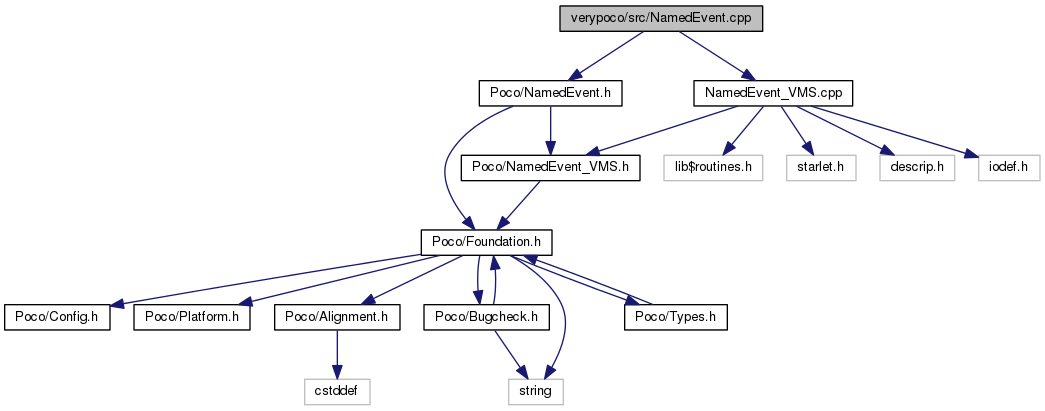 verypoco/src/NamedEvent.cpp
Poco/NamedEvent.h
NamedEvent_VMS.cpp
Poco/NamedEvent_VMS.h
lib$routines.h
starlet.h
descrip.h
iodef.h
Poco/Foundation.h
Poco/Config.h
Poco/Platform.h
Poco/Alignment.h
Poco/Bugcheck.h
Poco/Types.h
cstddef
string